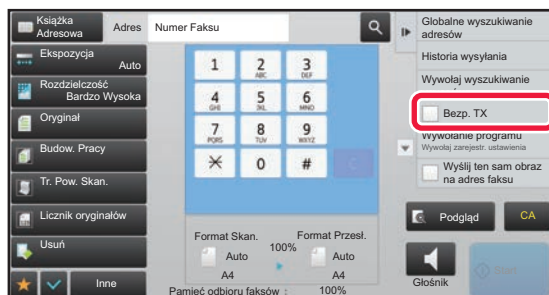 Książka
Adresowa
Adres
Numer Faksu
Ekspozycja
Auto
Rozdzielczość
Bardzo Wysoka
Oryginał
Budow. Pracy
Tr. Pow. Skan.
Licznik oryginałów
Usuń
Inne
1
2
ABC
3
DEF
4
GHI
5
JKL
6
MNO
7
PQRS
8
TUV
9
WXYZ
0
#
C
Format Skan.
100%
Format Przesł.
Auto
Auto
A4
A4
Pamięć odbioru faksów :
100%
Globalne wyszukiwanie
adresów
Historia wysyłania
Wywołaj wyszukiwanie
Bezp. TX
Wywołanie programu
Wywołaj zarejestr. ustawienia
Wyślij ten sam obraz
na adres faksu
Podgląd
CA
Głośnik
Start